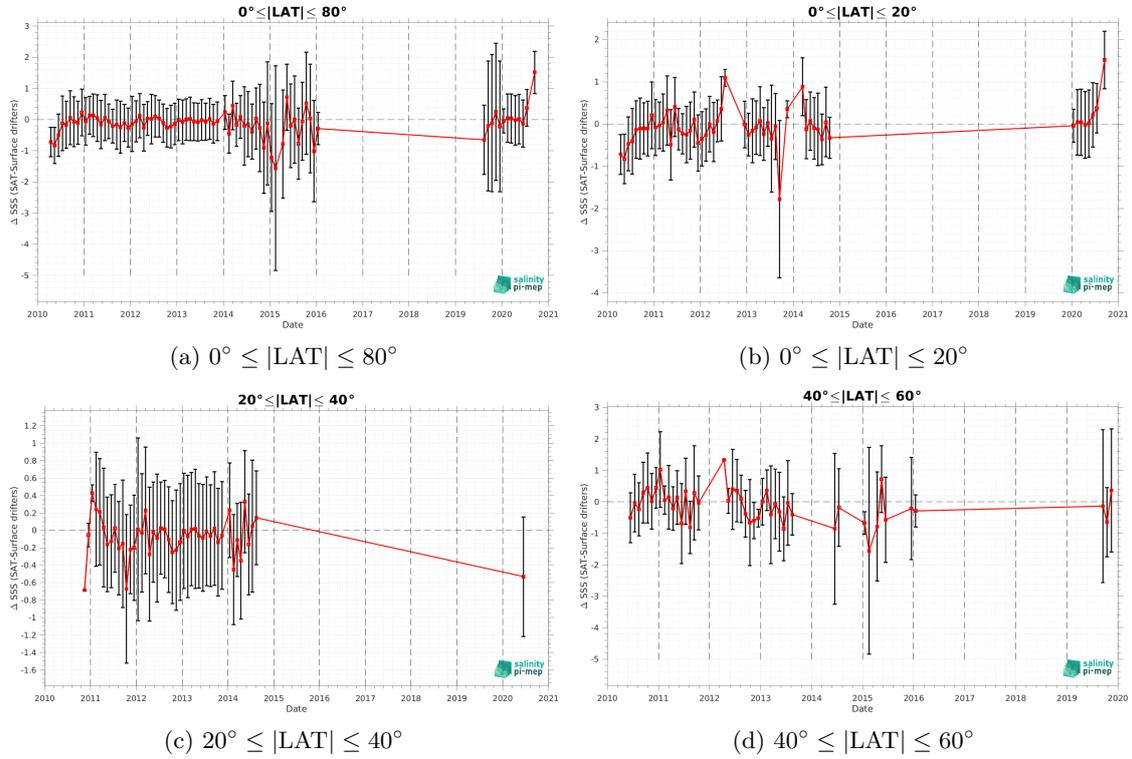 0°≤|LAT|≤ 80°
3
2
1
0
-1
-2
-3
-4
-5
Δ SSS (SAT-Surface drifters)
2010 2011 2012 2013 2014 2015 2016 2017 2018 2019 2020 2021
Date
salinity
pi-mep
(a) 0° ≤ |LAT| ≤ 80°
0°≤|LAT|≤ 20°
2
1
0
-1
-2
-3
-4
Δ SSS (SAT-Surface drifters)
2010 2011 2012 2013 2014 2015 2016 2017 2018 2019 2020 2021
Date
salinity
pi-mep
(b) 0° ≤ |LAT| ≤ 20°
20°≤|LAT|≤ 40°
1.2
1
0.8
0.6
0.4
0.2
0
-0.2
-0.4
-0.6
-0.8
-1
-1.2
-1.4
-1.6
Δ SSS (SAT-Surface drifters)
2010 2011 2012 2013 2014 2015 2016 2017 2018 2019 2020 2021
Date
salinity
pi-mep
(c) 20° ≤ |LAT| ≤ 40°
40°≤|LAT|≤ 60°
3
2
1
0
-1
-2
-3
-4
-5
Δ SSS (SAT-Surface drifters)
2010 2011 2012 2013 2014 2015 2016 2017 2018 2019 2020
Date
salinity
pi-mep
(d) 40° ≤ |LAT| ≤ 60°